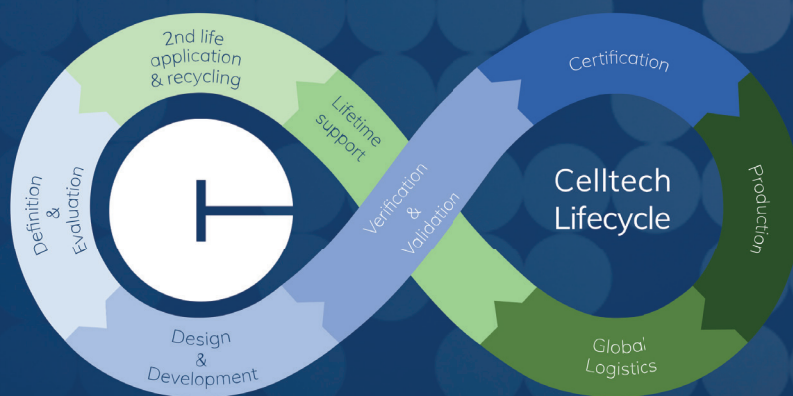 2nd life
application
& recycling
Lifetime
support
Certification
Definition
&
Evaluation
Verification
&
Validation
Celltech
Lifecycle
Production
Design
&
Development
Global
Logistics